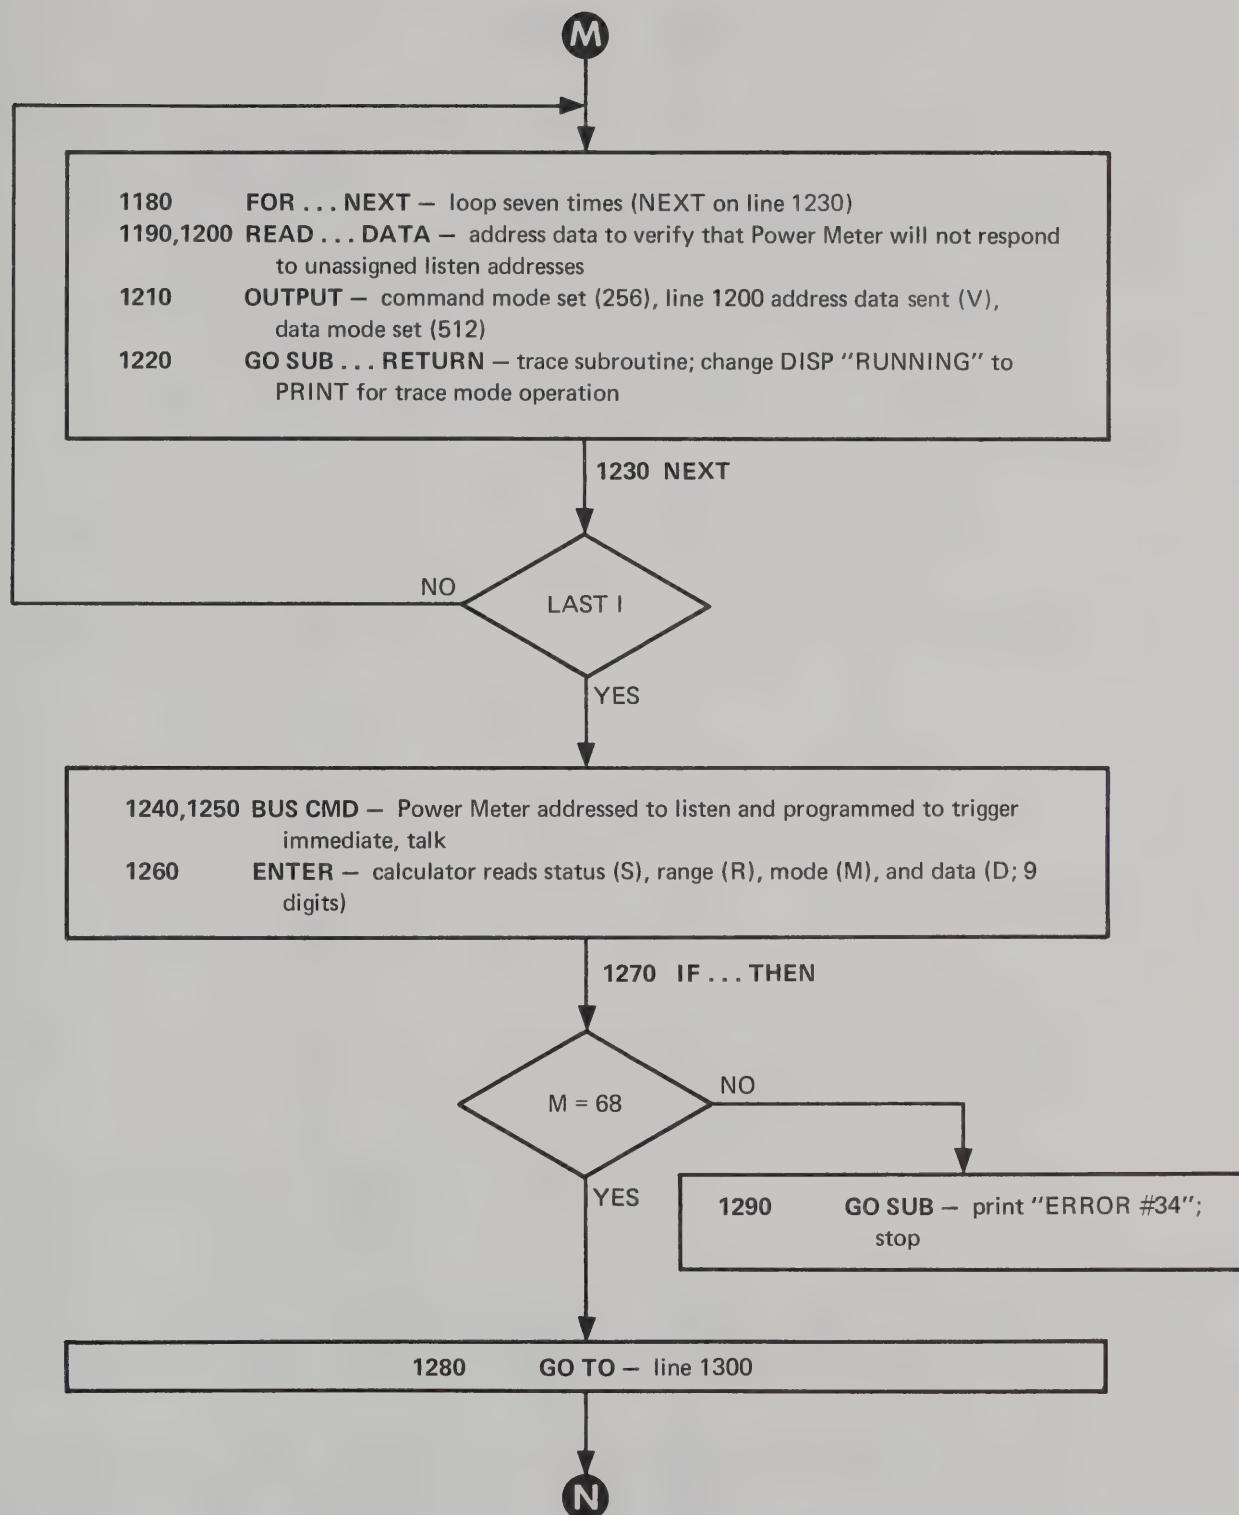 M
1180 FOR ... NEXT — loop seven times (NEXT on line 1230)
1190,1200 READ ... DATA — address data to verify that Power Meter will not respond
to unassigned listen addresses
1210 OUTPUT — command mode set (256), line 1200 address data sent (V),
data mode set (512)
1220 GO SUB ... RETURN — trace subroutine; change DISP "RUNNING" to
PRINT for trace mode operation
1230 NEXT
NO
LAST I
YES
1240,1250 BUS CMD — Power Meter addressed to listen and programmed to trigger
immediate, talk
1260 ENTER — calculator reads status (S), range (R), mode (M), and data (D; 9
digits)
1270 IF ... THEN
NO
M = 68
YES
1290 GO SUB — print "ERROR #34";
stop
1280 GO TO — line 1300
N